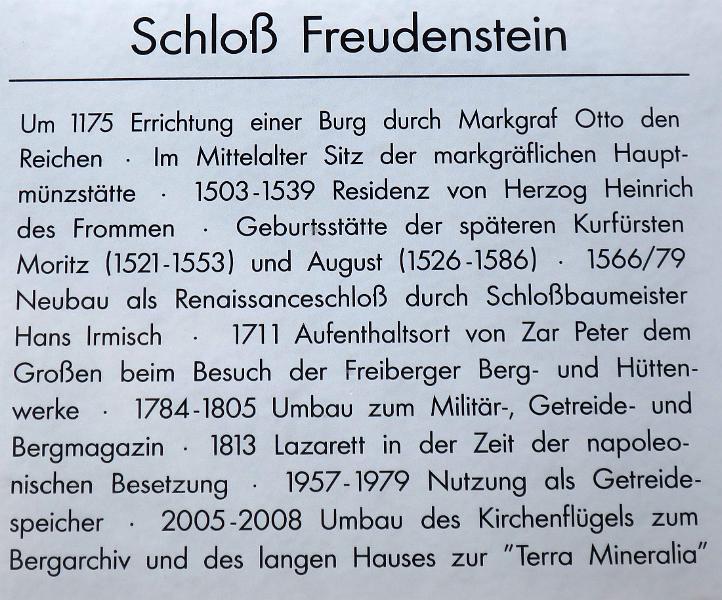 Schloß Freudenstein
Um 1175 Errichtung einer Burg durch Markgraf Otto den
Reichen · Im Mittelalter Sitz der markgräflichen Haupt-
münzstätte · 1503-1539 Residenz von Herzog Heinrich
des Frommen · Geburtsstätte der späteren Kurfürsten
Moritz (1521-1553) und August (1526-1586) · 1566/79
Neubau als Renaissanceschloß durch Schloßbaumeister
Hans Irmisch · 1711 Aufenthaltsort von Zar Peter dem
Großen beim Besuch der Freiberger Berg- und Hütten-
werke · 1784-1805 Umbau zum Militär-, Getreide- und
Bergmagazin · 1813 Lazarett in der Zeit der napoleo-
nischen Besetzung · 1957-1979 Nutzung als Getreide-
speicher · 2005-2008 Umbau des Kirchenflügels zum
Bergarchiv und des langen Hauses zur "Terra Mineralia"